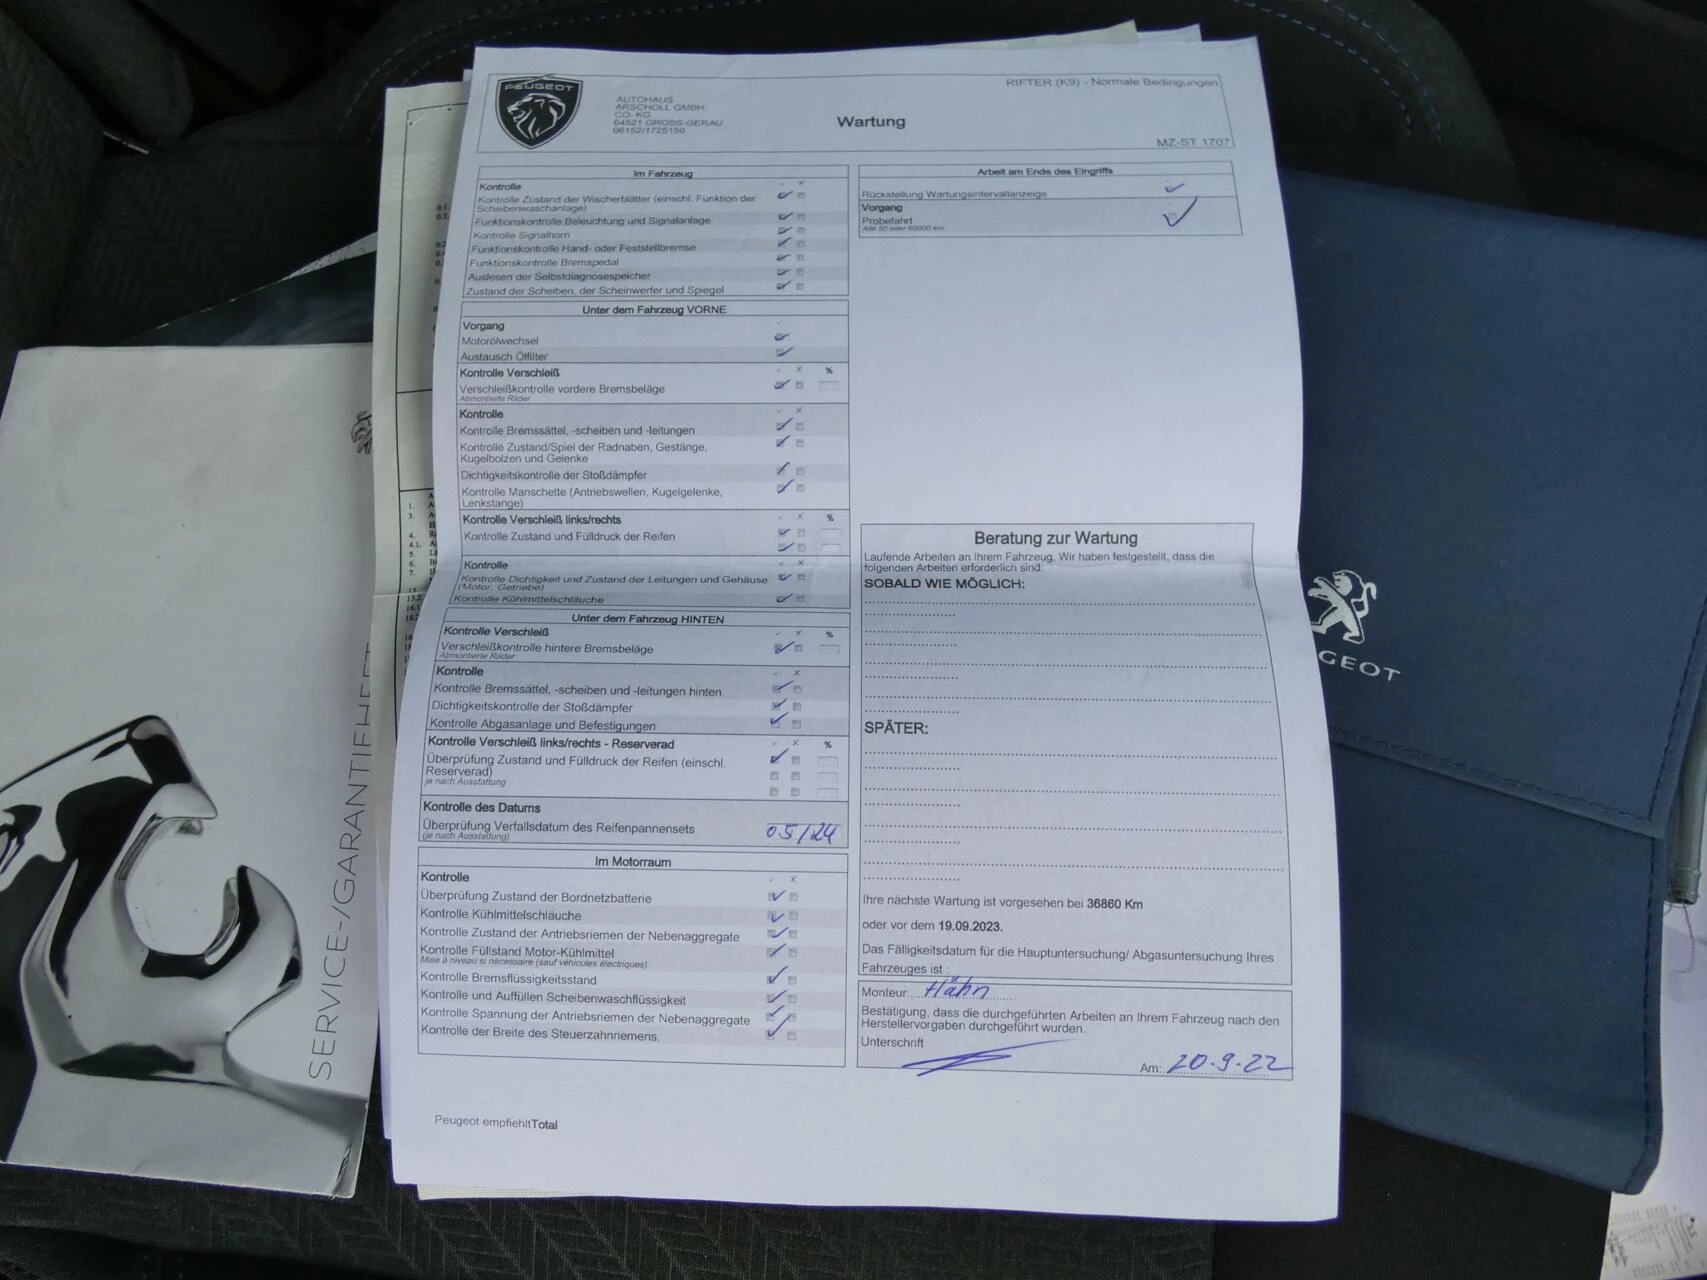 PEUGEOT
AUTOHAUS
ARSCHOLL GMBH
CO. KG
64521 GROSS-GERAU
06152/1725150
Wartung
RIFTER (K9) - Normale Bedingungen
MZ-ST 1707
Im Fahrzeug
Kontrolle
Kontrolle Zustand der Wischerblätter (einschl. Funktion der
Scheibenwaschanlage)
Funktionskontrolle Beleuchtung und Signalanlage
Kontrolle Signalhorn
Funktionskontrolle Hand- oder Feststellbremse
Funktionskontrolle Bremspedal
Auslesen der Selbstdiagnosespeicher
Zustand der Scheiben, der Scheinwerfer und Spiegel
Unter dem Fahrzeug VORNE
Vorgang
Motorölwechsel
Austausch Ölfilter
Kontrolle Verschleiß %
Verschleißkontrolle vordere Bremsbeläge
Abmontierte Räder
Kontrolle
Kontrolle Bremssättel, -scheiben und -leitungen
Kontrolle Zustand/Spiel der Radnaben, Gestänge,
Kugelbolzen und Gelenke
Dichtigkeitskontrolle der Stoßdämpfer
Kontrolle Manschette (Antriebswellen, Kugelgelenke,
Lenkstange)
Kontrolle Verschleiß links/rechts %
Kontrolle Zustand und Fülldruck der Reifen
Kontrolle
Kontrolle Dichtigkeit und Zustand der Leitungen und Gehäuse
(Motor, Getriebe)
Kontrolle Kühlmittelschläuche
Unter dem Fahrzeug HINTEN
Kontrolle Verschleiß %
Verschleißkontrolle hintere Bremsbeläge
Abmontierte Räder
Kontrolle
Kontrolle Bremssättel, -scheiben und -leitungen hinten
Dichtigkeitskontrolle der Stoßdämpfer
Kontrolle Abgasanlage und Befestigungen
Kontrolle Verschleiß links/rechts - Reserverad %
Überprüfung Zustand und Fülldruck der Reifen (einschl.
Reserverad)
je nach Ausstattung
Kontrolle des Datums
Überprüfung Verfallsdatum des Reifenpannensets 05/24
(je nach Ausstattung)
Im Motorraum
Kontrolle
Überprüfung Zustand der Bordnetzbatterie
Kontrolle Kühlmittelschläuche
Kontrolle Zustand der Antriebsriemen der Nebenaggregate
Kontrolle Füllstand Motor-Kühlmittel
Mise à niveau si nécessaire (sauf véhicules électriques)
Kontrolle Bremsflüssigkeitsstand
Kontrolle und Auffüllen Scheibenwaschflüssigkeit
Kontrolle Spannung der Antriebsriemen der Nebenaggregate
Kontrolle der Breite des Steuerzahnriemens.
Peugeot empfiehltTotal
Arbeit am Ende des Eingriffs
Rückstellung Wartungsintervallanzeige
Vorgang
Probefahrt
Beratung zur Wartung
Laufende Arbeiten an Ihrem Fahrzeug. Wir haben festgestellt, dass die
folgenden Arbeiten erforderlich sind:
SOBALD WIE MÖGLICH:
SPÄTER:
Ihre nächste Wartung ist vorgesehen bei 36860 Km
oder vor dem 19.09.2023.
Das Fälligkeitsdatum für die Hauptuntersuchung/ Abgasuntersuchung Ihres
Fahrzeuges ist :
Monteur: Hähn
Bestätigung, dass die durchgeführten Arbeiten an Ihrem Fahrzeug nach den
Herstellervorgaben durchgeführt wurden.
Unterschrift
Am: 20.9.22
SERVICE-/GARANTIEHEFT
GEOT